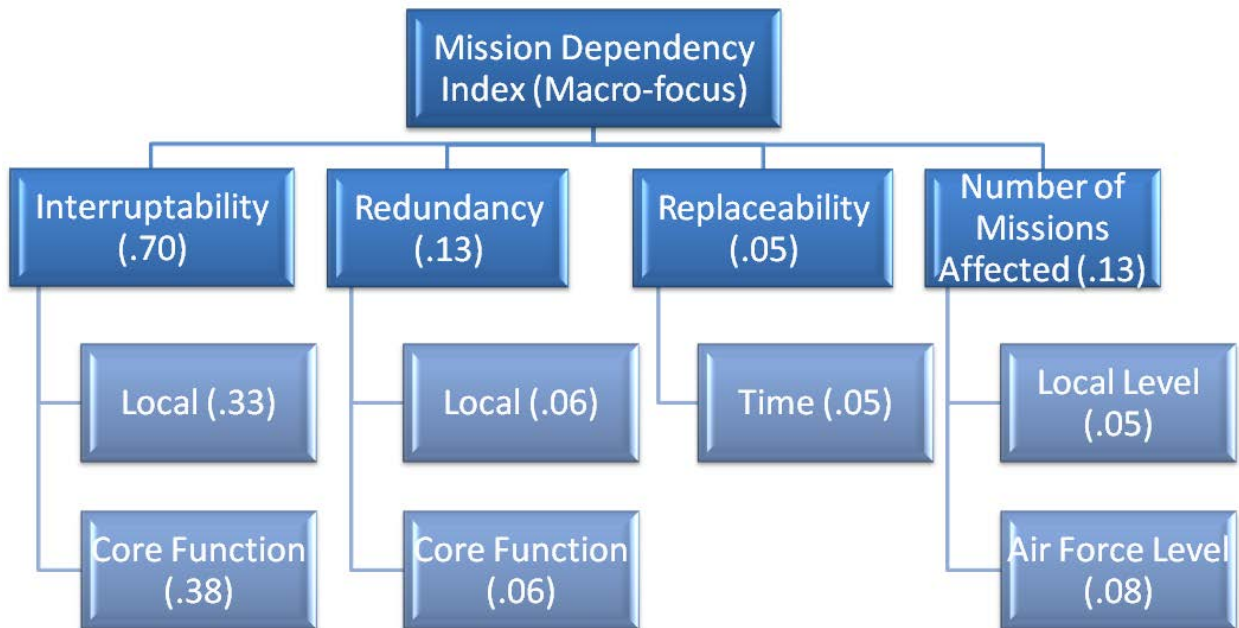 Mission Dependency
Index (Macro-focus)
Interruptability
(.70)
Redundancy
(.13)
Replaceability
(.05)
Number of
Missions
Affected (.13)
Local (.33)
Local (.06)
Time (.05)
Local Level
(.05)
Core Function
(.38)
Core Function
(.06)
Air Force Level
(.08)